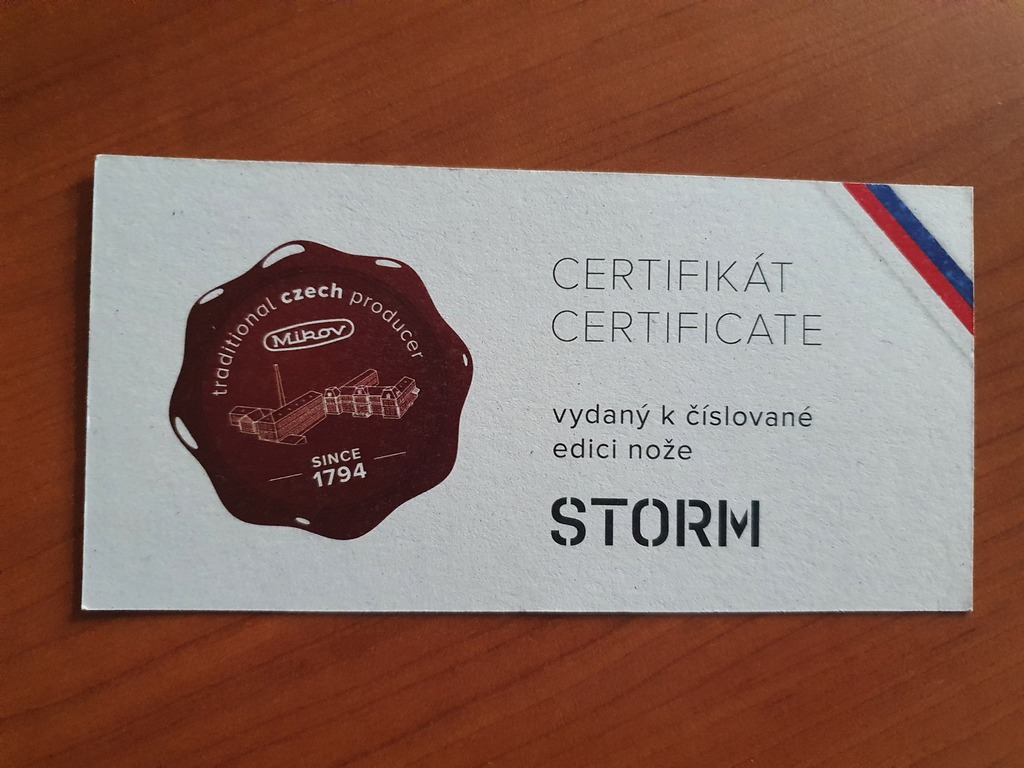 traditional czech producer
Mikov
SINCE
1794
CERTIFIKÁT
CERTIFICATE
vydaný k číslované
edici nože
STORM